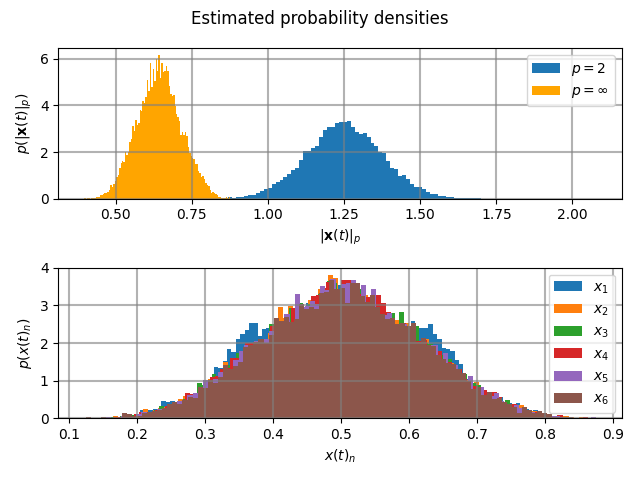 Estimated probability densities
p(|x(t)|ₚ)
6
4
2
0
p = 2
p = ∞
0.50 0.75 1.00 1.25 1.50 1.75 2.00
|x(t)|ₚ
p(x(t)ₙ)
4
3
2
1
0
x₁
x₂
x₃
x₄
x₅
x₆
0.1 0.2 0.3 0.4 0.5 0.6 0.7 0.8 0.9
x(t)ₙ